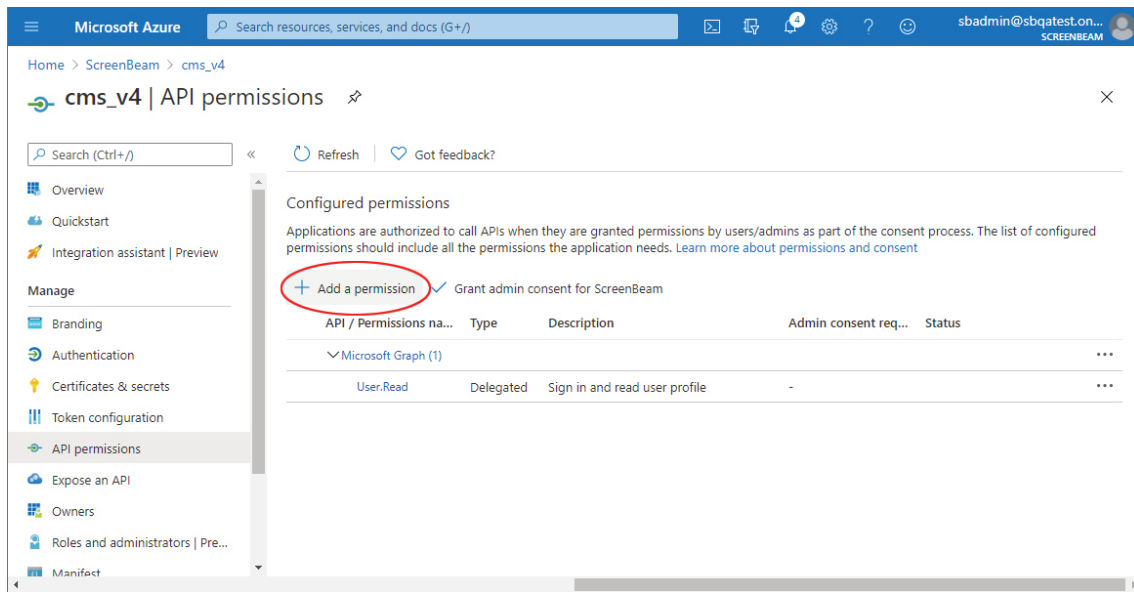 Microsoft Azure
Search resources, services, and docs (G+/)
4
sbadmin@sbqatest.on...
SCREENBEAM
Home > ScreenBeam > cms_v4
cms_v4 | API permissions
Search (Ctrl+/)
Refresh
Got feedback?
Overview
Quickstart
Integration assistant | Preview
Manage
Branding
Authentication
Certificates & secrets
Token configuration
API permissions
Expose an API
Owners
Roles and administrators | Pre...
Manifest
Configured permissions
Applications are authorized to call APIs when they are granted permissions by users/admins as part of the consent process. The list of configured
permissions should include all the permissions the application needs. Learn more about permissions and consent
Add a permission
Grant admin consent for ScreenBeam
API / Permissions na... Type Description Admin consent req... Status
Microsoft Graph (1)
User.Read Delegated Sign in and read user profile -